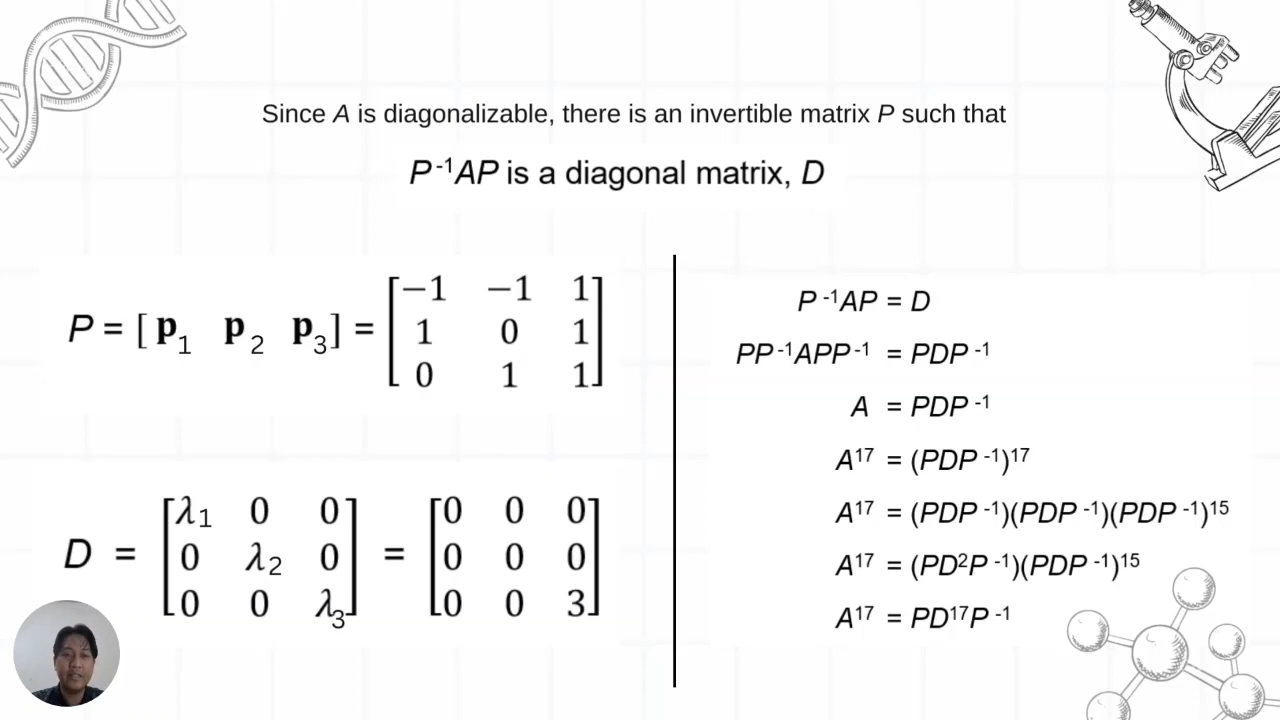 Since A is diagonalizable, there is an invertible matrix P such that
P⁻¹AP is a diagonal matrix, D
P = [ p₁ p₂ p₃ ] = [ −1 −1 1
1 0 1
0 1 1 ]
D = [ λ₁ 0 0
0 λ₂ 0
0 0 λ₃ ] = [ 0 0 0
0 0 0
0 0 3 ]
P⁻¹AP = D
PP⁻¹APP⁻¹ = PDP⁻¹
A = PDP⁻¹
A¹⁷ = (PDP⁻¹)¹⁷
A¹⁷ = (PDP⁻¹)(PDP⁻¹)(PDP⁻¹)¹⁵
A¹⁷ = (PD²P⁻¹)(PDP⁻¹)¹⁵
A¹⁷ = PD¹⁷P⁻¹